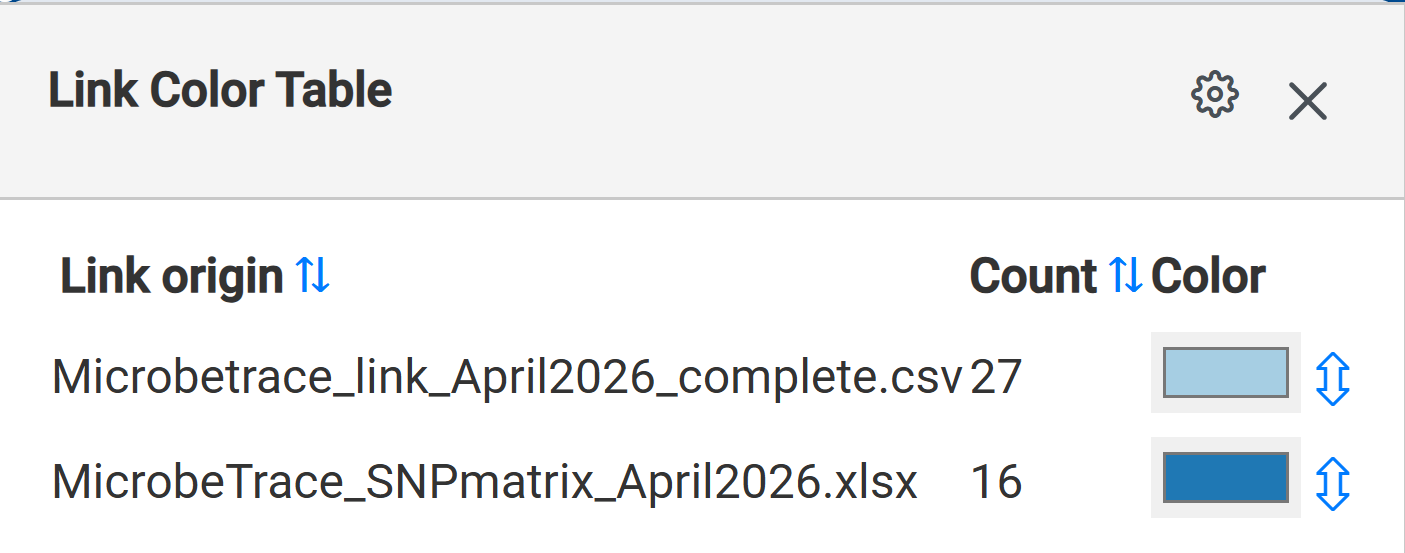 Link Color Table
Link origin Count Color
Microbetrace_link_April2026_complete.csv 27
MicrobeTrace_SNPmatrix_April2026.xlsx 16